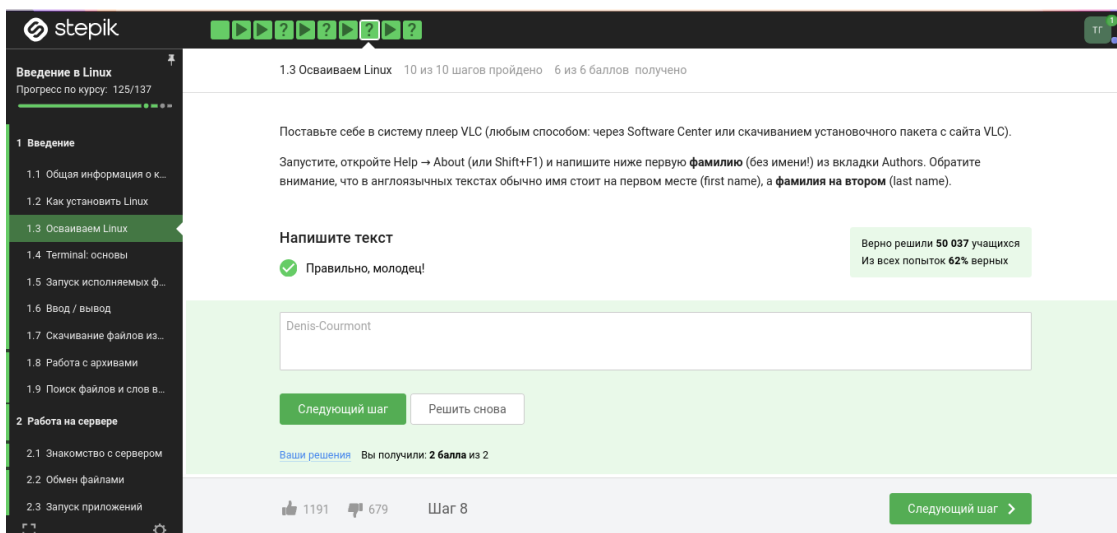 stepik
? ? ? ?
ТГ
1
Введение в Linux
Прогресс по курсу: 125/137
1 Введение
1.1 Общая информация о к...
1.2 Как установить Linux
1.3 Осваиваем Linux
1.4 Terminal: основы
1.5 Запуск исполняемых ф...
1.6 Ввод / вывод
1.7 Скачивание файлов из...
1.8 Работа с архивами
1.9 Поиск файлов и слов в...
2 Работа на сервере
2.1 Знакомство с сервером
2.2 Обмен файлами
2.3 Запуск приложений
1.3 Осваиваем Linux 10 из 10 шагов пройдено 6 из 6 баллов получено
Поставьте себе в систему плеер VLC (любым способом: через Software Center или скачиванием установочного пакета с сайта VLC).
Запустите, откройте Help → About (или Shift+F1) и напишите ниже первую фамилию (без имени!) из вкладки Authors. Обратите
внимание, что в англоязычных текстах обычно имя стоит на первом месте (first name), а фамилия на втором (last name).
Напишите текст
Правильно, молодец!
Верно решили 50 037 учащихся
Из всех попыток 62% верных
Denis-Courmont
Следующий шаг Решить снова
Ваши решения Вы получили: 2 балла из 2
1191 679 Шаг 8
Следующий шаг